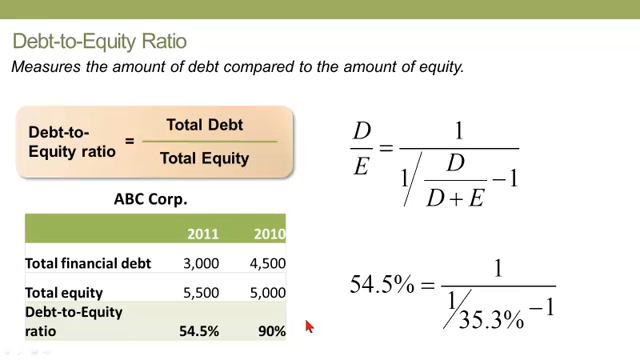 Debt-to-Equity Ratio
Measures the amount of debt compared to the amount of equity.
Debt-to-
Equity ratio
=
Total Debt
Total Equity
ABC Corp.
2011 2010
Total financial debt 3,000 4,500
Total equity 5,500 5,000
Debt-to-Equity
ratio 54.5% 90%
D
E
=
1
1/
D
D + E
− 1
54.5% =
1
1/
35.3%
− 1